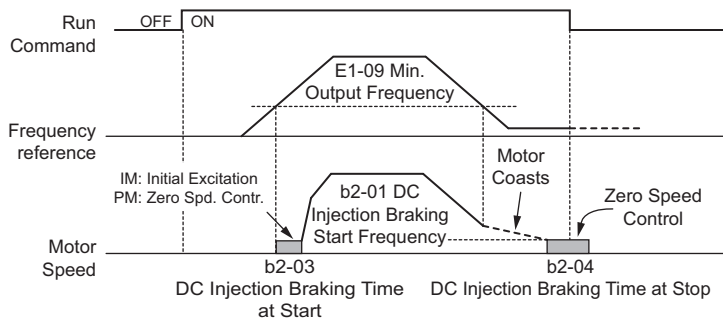 Run
Command
OFF
ON
E1-09 Min.
Output Frequency
Frequency
reference
IM: Initial Excitation
PM: Zero Spd. Contr.
b2-01 DC
Injection Braking
Start Frequency
Motor
Coasts
Zero Speed
Control
Motor
Speed
b2-03
DC Injection Braking Time
at Start
b2-04
DC Injection Braking Time at Stop